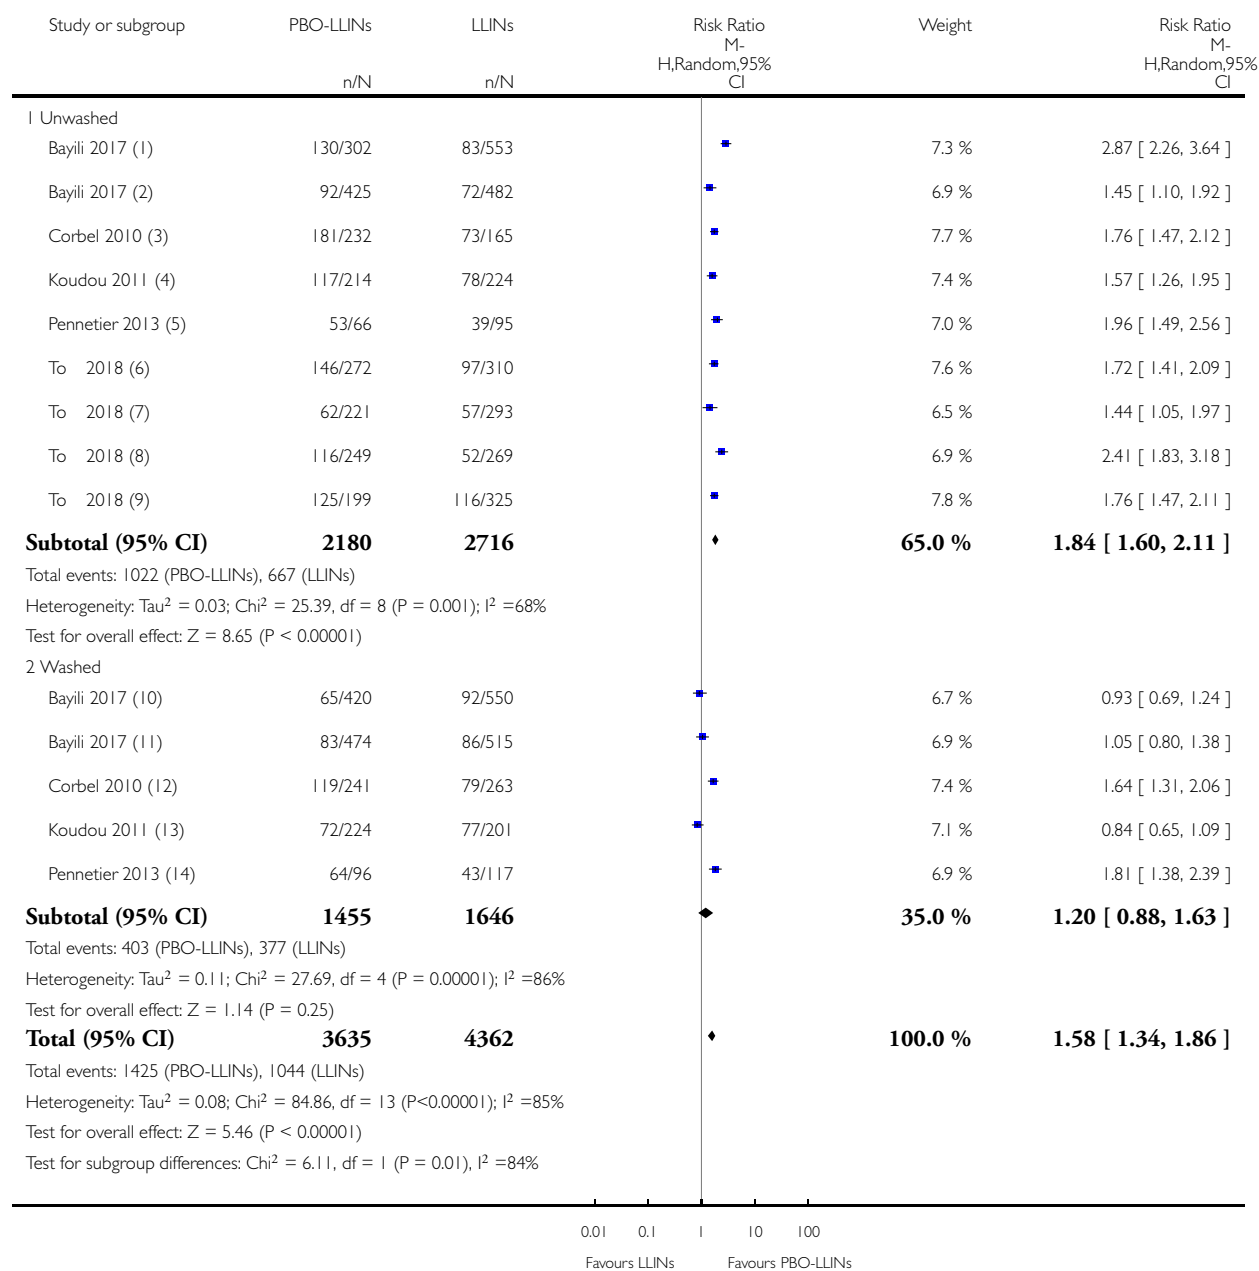 Study or subgroup PBO-LLINs LLINs Risk Ratio Weight Risk Ratio
M- M-
H,Random,95% H,Random,95%
n/N n/N CI CI
1 Unwashed
Bayili 2017 (1) 130/302 83/553 7.3 % 2.87 [ 2.26, 3.64 ]
Bayili 2017 (2) 92/425 72/482 6.9 % 1.45 [ 1.10, 1.92 ]
Corbel 2010 (3) 181/232 73/165 7.7 % 1.76 [ 1.47, 2.12 ]
Koudou 2011 (4) 117/214 78/224 7.4 % 1.57 [ 1.26, 1.95 ]
Pennetier 2013 (5) 53/66 39/95 7.0 % 1.96 [ 1.49, 2.56 ]
To 2018 (6) 146/272 97/310 7.6 % 1.72 [ 1.41, 2.09 ]
To 2018 (7) 62/221 57/293 6.5 % 1.44 [ 1.05, 1.97 ]
To 2018 (8) 116/249 52/269 6.9 % 2.41 [ 1.83, 3.18 ]
To 2018 (9) 125/199 116/325 7.8 % 1.76 [ 1.47, 2.11 ]
Subtotal (95% CI) 2180 2716 65.0 % 1.84 [ 1.60, 2.11 ]
Total events: 1022 (PBO-LLINs), 667 (LLINs)
Heterogeneity: Tau² = 0.03; Chi² = 25.39, df = 8 (P = 0.001); I² =68%
Test for overall effect: Z = 8.65 (P < 0.00001)
2 Washed
Bayili 2017 (10) 65/420 92/550 6.7 % 0.93 [ 0.69, 1.24 ]
Bayili 2017 (11) 83/474 86/515 6.9 % 1.05 [ 0.80, 1.38 ]
Corbel 2010 (12) 119/241 79/263 7.4 % 1.64 [ 1.31, 2.06 ]
Koudou 2011 (13) 72/224 77/201 7.1 % 0.84 [ 0.65, 1.09 ]
Pennetier 2013 (14) 64/96 43/117 6.9 % 1.81 [ 1.38, 2.39 ]
Subtotal (95% CI) 1455 1646 35.0 % 1.20 [ 0.88, 1.63 ]
Total events: 403 (PBO-LLINs), 377 (LLINs)
Heterogeneity: Tau² = 0.11; Chi² = 27.69, df = 4 (P = 0.00001); I² =86%
Test for overall effect: Z = 1.14 (P = 0.25)
Total (95% CI) 3635 4362 100.0 % 1.58 [ 1.34, 1.86 ]
Total events: 1425 (PBO-LLINs), 1044 (LLINs)
Heterogeneity: Tau² = 0.08; Chi² = 84.86, df = 13 (P<0.00001); I² =85%
Test for overall effect: Z = 5.46 (P < 0.00001)
Test for subgroup differences: Chi² = 6.11, df = 1 (P = 0.01), I² =84%
0.01 0.1 1 10 100
Favours LLINs Favours PBO-LLINs